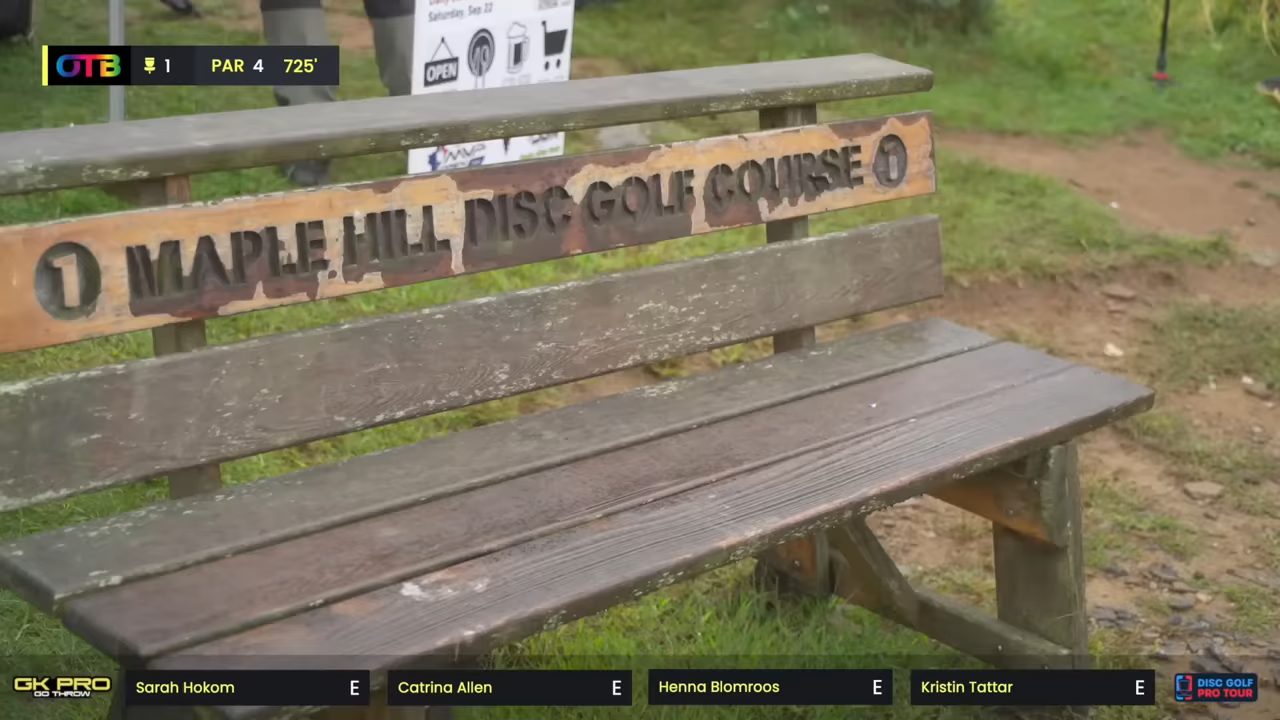 Saturday, Sep 22
OPEN
OTB 1 PAR 4 725'
1 MAPLE HILL DISC GOLF COURSE 1
MVP
GK PRO
GO THROW
Sarah Hokom E
Catrina Allen E
Henna Blomroos E
Kristin Tattar E
DISC GOLF
PRO TOUR